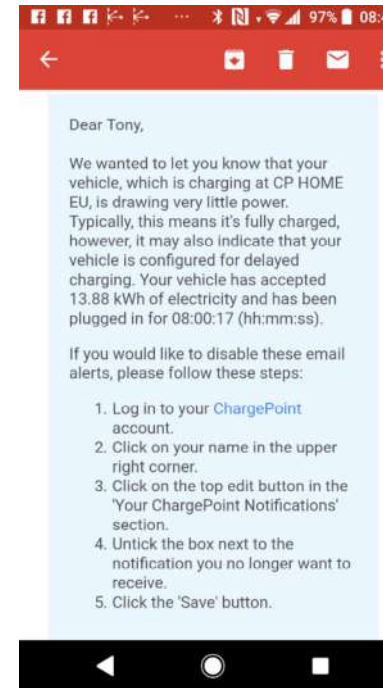 97% 08:4
Dear Tony,
We wanted to let you know that your
vehicle, which is charging at CP HOME
EU, is drawing very little power.
Typically, this means it's fully charged,
however, it may also indicate that your
vehicle is configured for delayed
charging. Your vehicle has accepted
13.88 kWh of electricity and has been
plugged in for 08:00:17 (hh:mm:ss).
If you would like to disable these email
alerts, please follow these steps:
1. Log in to your ChargePoint
account.
2. Click on your name in the upper
right corner.
3. Click on the top edit button in the
'Your ChargePoint Notifications'
section.
4. Untick the box next to the
notification you no longer want to
receive.
5. Click the 'Save' button.